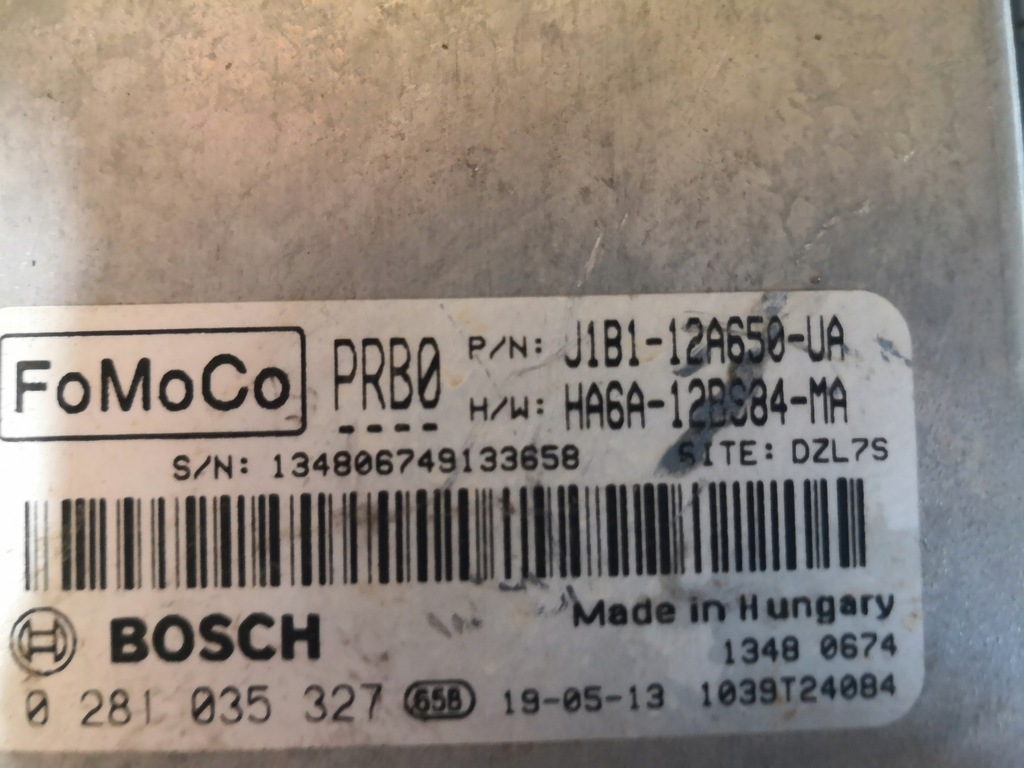 FoMoCo PRB0 P/N: J1B1-12A650-UA
H/W: HA6A-12B684-MA
S/N: 134806749133658 SITE: DZL7S
BOSCH Made in Hungary
1348 0674
0 281 035 327 658 19-05-13 1039T24084